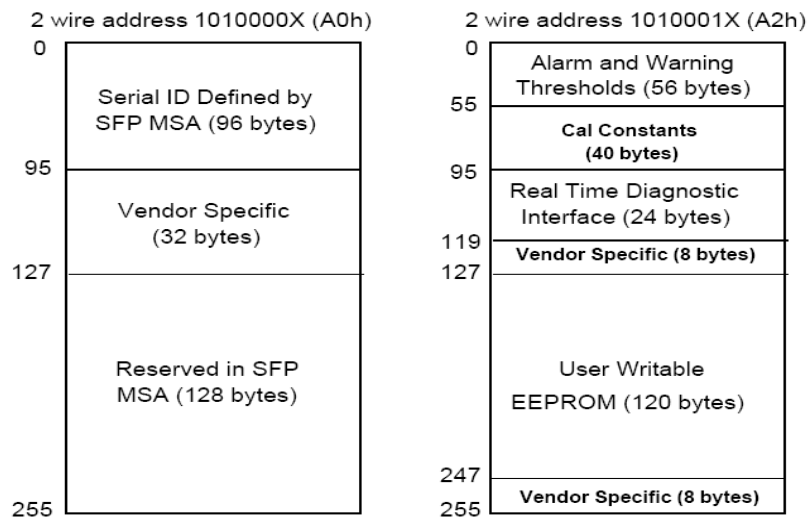 2 wire address 1010000X (A0h)
0
Serial ID Defined by
SFP MSA (96 bytes)
95
Vendor Specific
(32 bytes)
127
Reserved in SFP
MSA (128 bytes)
255
2 wire address 1010001X (A2h)
0
Alarm and Warning
Thresholds (56 bytes)
55
Cal Constants
(40 bytes)
95
Real Time Diagnostic
Interface (24 bytes)
119
Vendor Specific (8 bytes)
127
User Writable
EEPROM (120 bytes)
247
Vendor Specific (8 bytes)
255